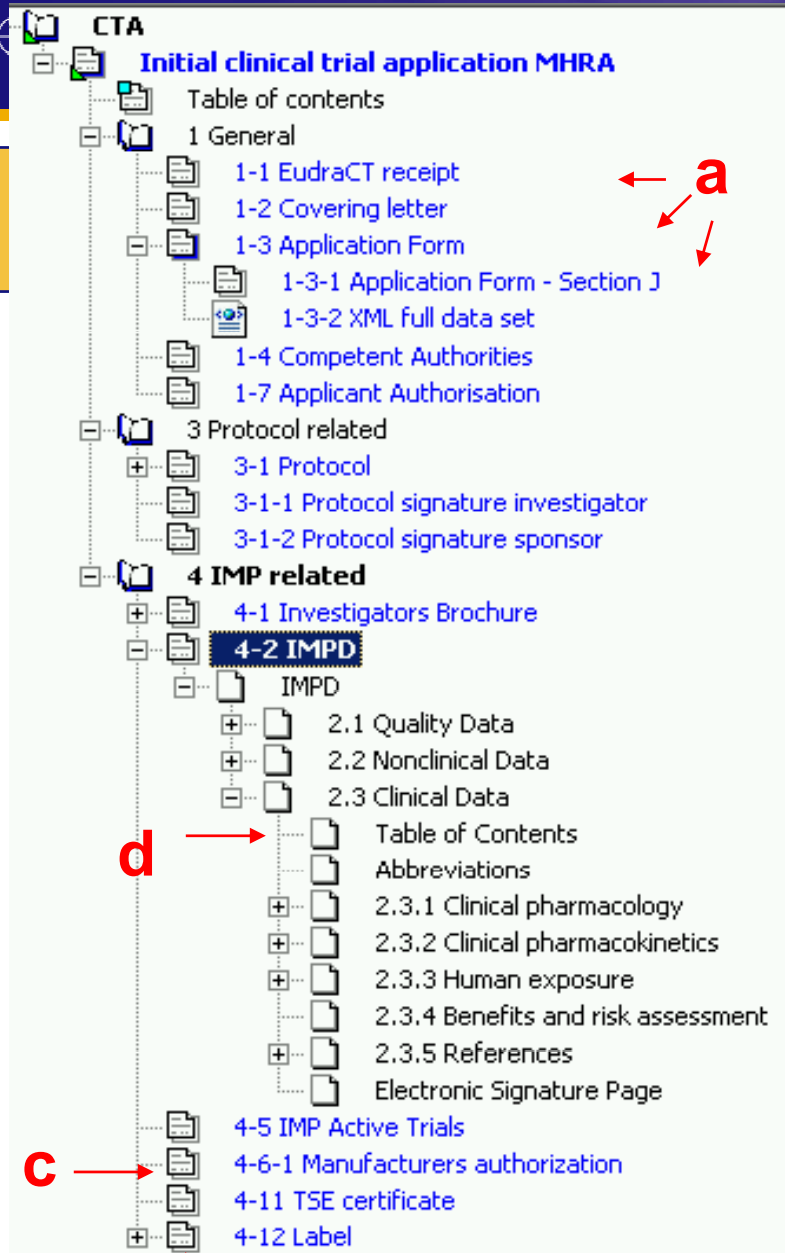 CTA
Initial clinical trial application MHRA
Table of contents
1 General
1-1 EudraCT receipt
a
1-2 Covering letter
1-3 Application Form
1-3-1 Application Form - Section J
1-3-2 XML full data set
1-4 Competent Authorities
1-7 Applicant Authorisation
3 Protocol related
3-1 Protocol
3-1-1 Protocol signature investigator
3-1-2 Protocol signature sponsor
4 IMP related
4-1 Investigators Brochure
4-2 IMPD
IMPD
2.1 Quality Data
2.2 Nonclinical Data
2.3 Clinical Data
d
Table of Contents
Abbreviations
2.3.1 Clinical pharmacology
2.3.2 Clinical pharmacokinetics
2.3.3 Human exposure
2.3.4 Benefits and risk assessment
2.3.5 References
Electronic Signature Page
4-5 IMP Active Trials
c
4-6-1 Manufacturers authorization
4-11 TSE certificate
4-12 Label